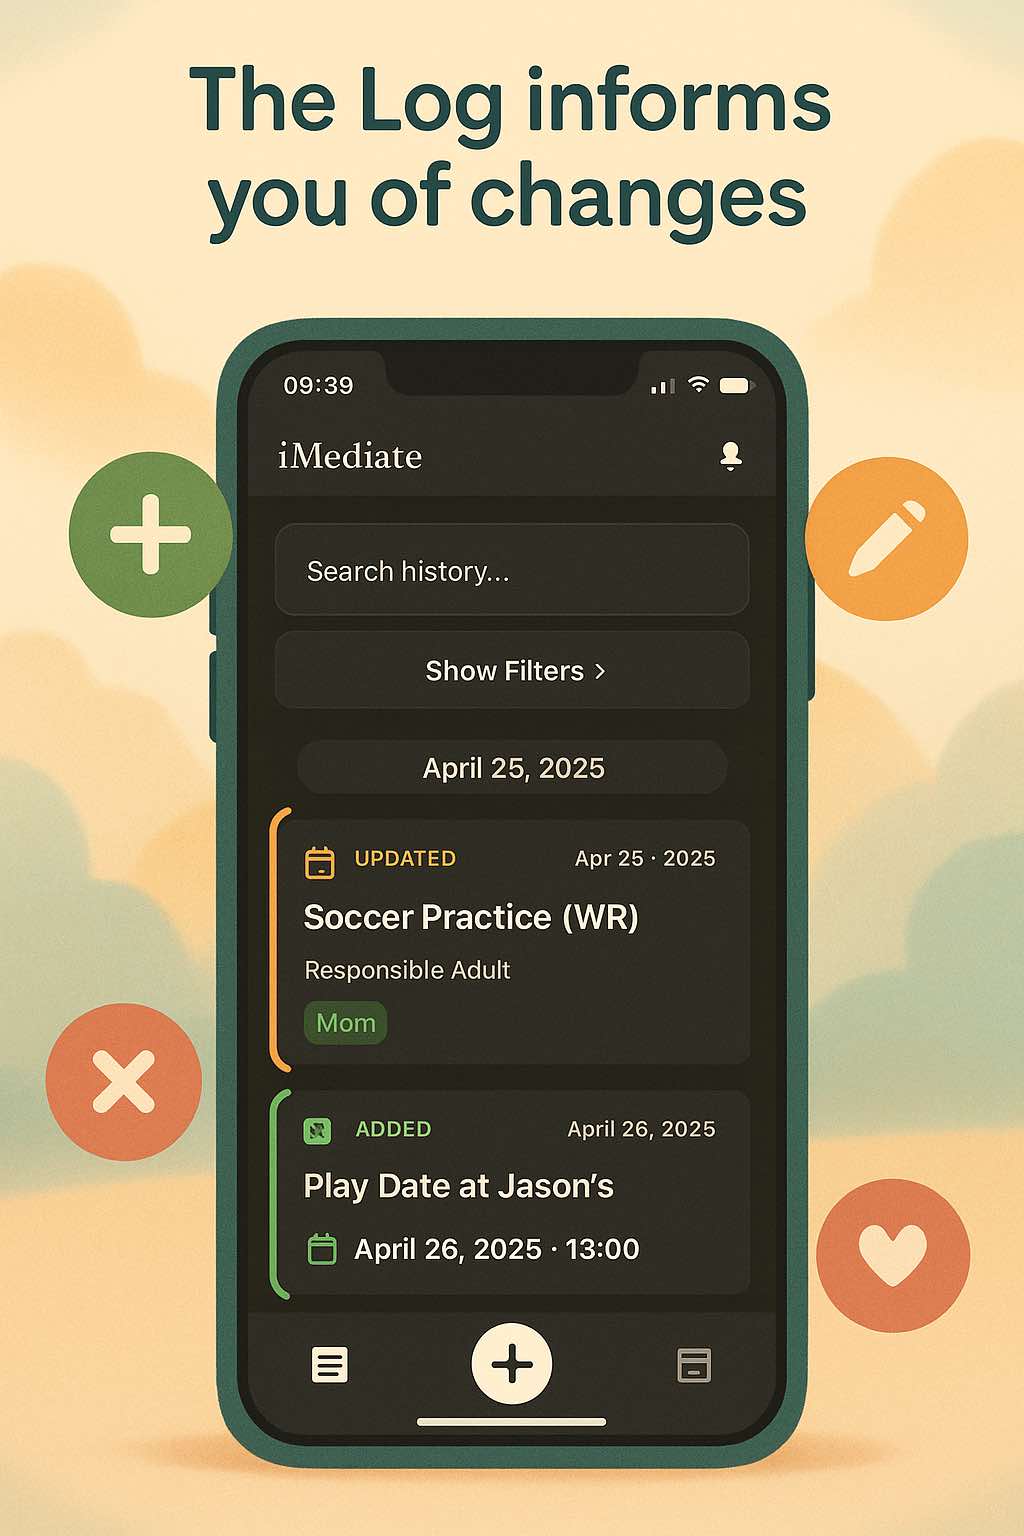 The Log informs
you of changes
09:39
iMediate
Search history...
Show Filters ›
April 25, 2025
UPDATED Apr 25 · 2025
Soccer Practice (WR)
Responsible Adult
Mom
ADDED April 26, 2025
Play Date at Jason’s
April 26, 2025 · 13:00